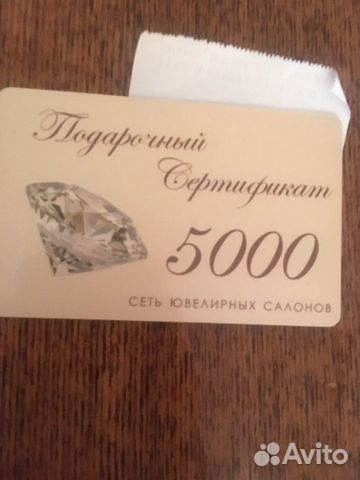 Подарочный
Сертификат
5000
СЕТЬ ЮВЕЛИРНЫХ САЛОНОВ
Avito